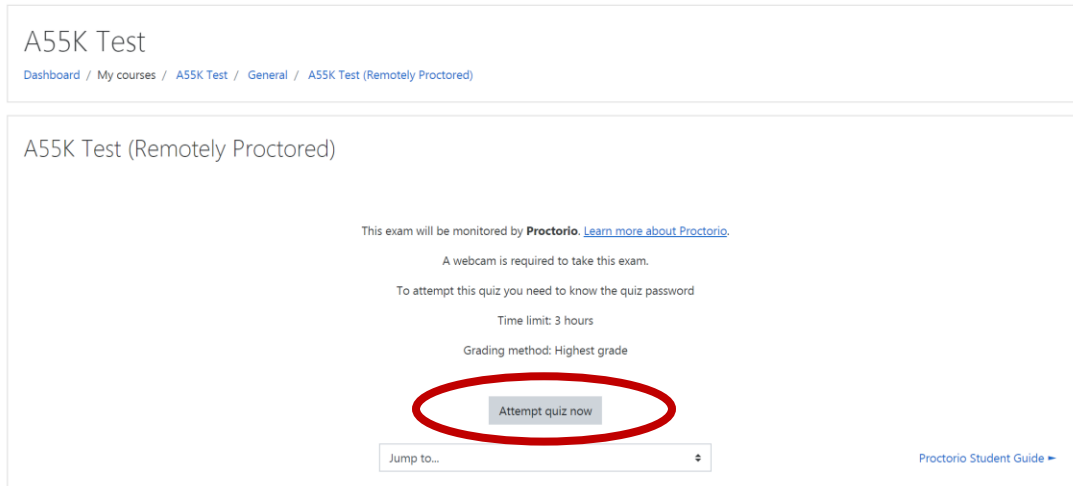 A55K Test
Dashboard / My courses / A55K Test / General / A55K Test (Remotely Proctored)
A55K Test (Remotely Proctored)
This exam will be monitored by Proctorio. Learn more about Proctorio.
A webcam is required to take this exam.
To attempt this quiz you need to know the quiz password
Time limit: 3 hours
Grading method: Highest grade
Attempt quiz now
Jump to...
Proctorio Student Guide ►